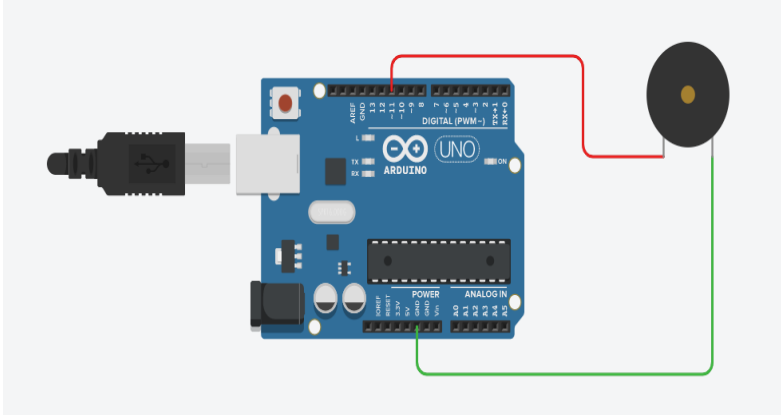 AREF
GND
13
12
~11
~10
~9
8
7
~6
~5
4
~3
2
TX→1
RX←0
DIGITAL (PWM~)
L
TX
RX
ARDUINO
UNO
ON
POWER
ANALOG IN
IOREF
RESET
3.3V
5V
GND
GND
Vin
A0
A1
A2
A3
A4
A5